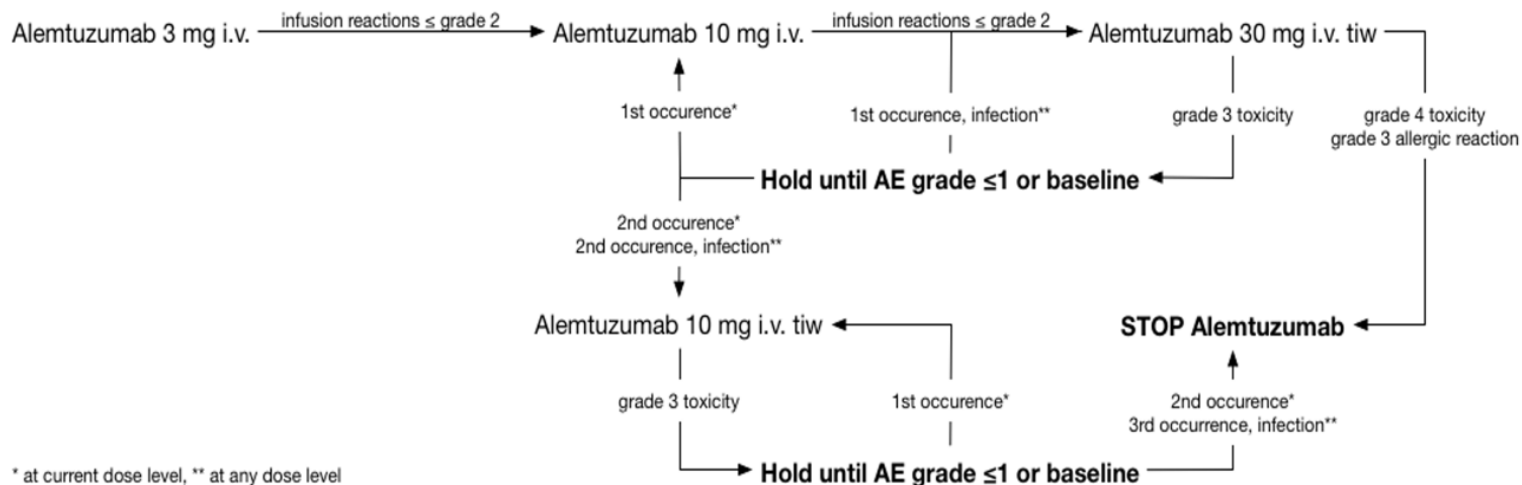 Alemtuzumab 3 mg i.v.
infusion reactions ≤ grade 2
Alemtuzumab 10 mg i.v.
infusion reactions ≤ grade 2
Alemtuzumab 30 mg i.v. tiw
1st occurence*
1st occurence, infection**
grade 3 toxicity
grade 4 toxicity
grade 3 allergic reaction
Hold until AE grade ≤1 or baseline
2nd occurence*
2nd occurence, infection**
Alemtuzumab 10 mg i.v. tiw
STOP Alemtuzumab
grade 3 toxicity
1st occurence*
2nd occurence*
3rd occurrence, infection**
Hold until AE grade ≤1 or baseline
* at current dose level, ** at any dose level